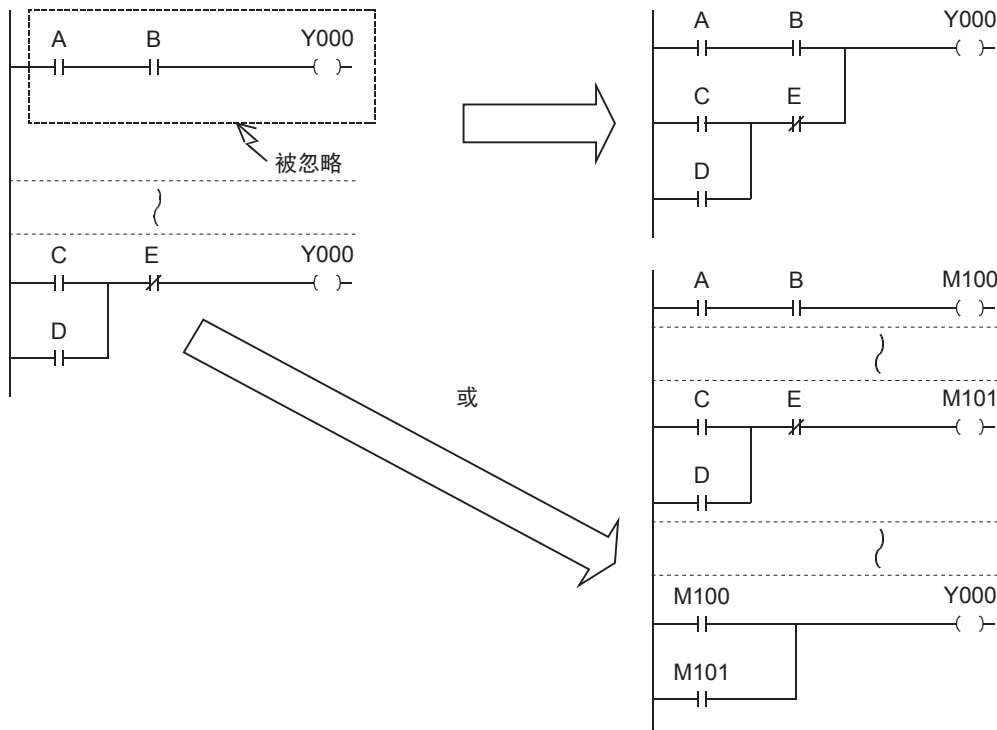 A B Y000
被忽略
C E Y000
D
或
A B Y000
C E
D
A B M100
C E M101
D
M100 Y000
M101